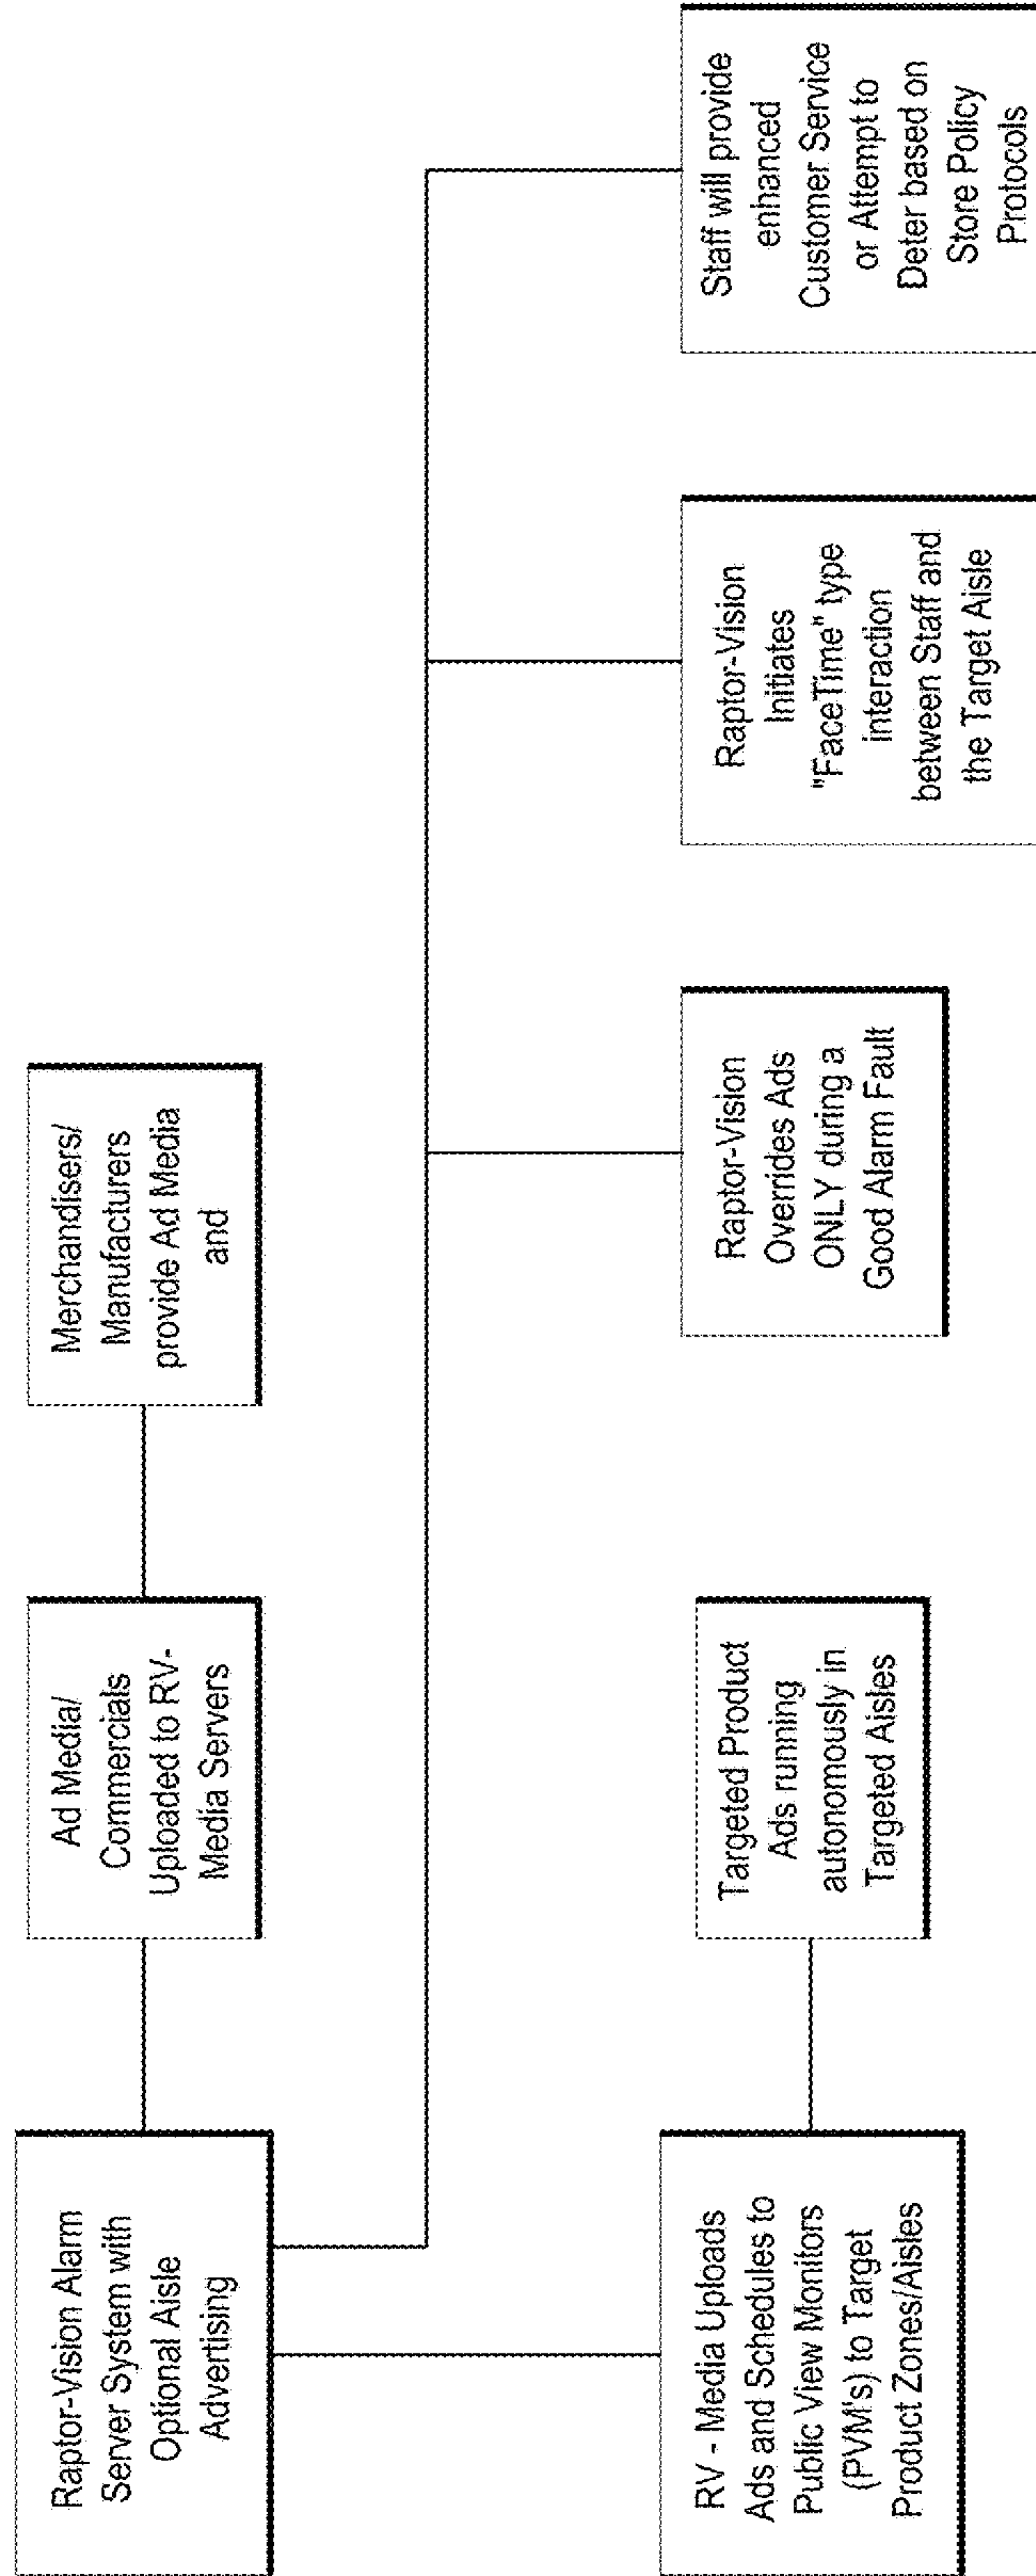 Raptor-Vision Alarm
Server System with
Optional Aisle
Advertising
Ad Media/
Commercials
Uploaded to RV-
Media Servers
Merchandisers/
Manufacturers
provide Ad Media
and
RV - Media Uploads
Ads and Schedules to
Public View Monitors
(PVM's) to Target
Product Zones/Aisles
Targeted Product
Ads running
autonomously in
Targeted Aisles
Raptor-Vision
Overrides Ads
ONLY during a
Good Alarm Fault
Raptor-Vision
Initiates
"FaceTime" type
interaction
between Staff and
the Target Aisle
Staff will provide
enhanced
Customer Service
or Attempt to
Deter based on
Store Policy
Protocols